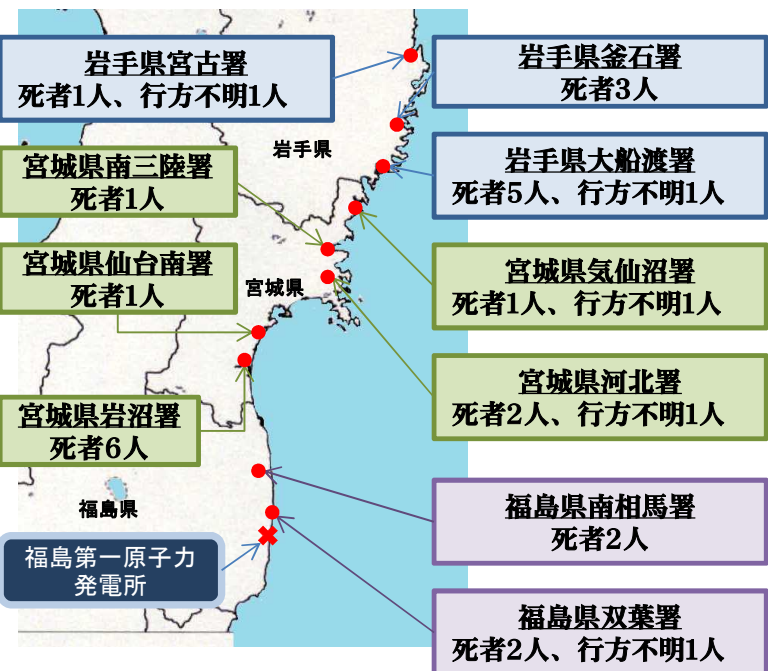 岩手県宮古署
死者1人、行方不明1人
岩手県釜石署
死者3人
岩手県
岩手県大船渡署
死者5人、行方不明1人
宮城県南三陸署
死者1人
宮城県仙台南署
死者1人
宮城県
宮城県気仙沼署
死者1人、行方不明1人
宮城県河北署
死者2人、行方不明1人
宮城県岩沼署
死者6人
福島県
福島県南相馬署
死者2人
福島第一原子力
発電所
福島県双葉署
死者2人、行方不明1人